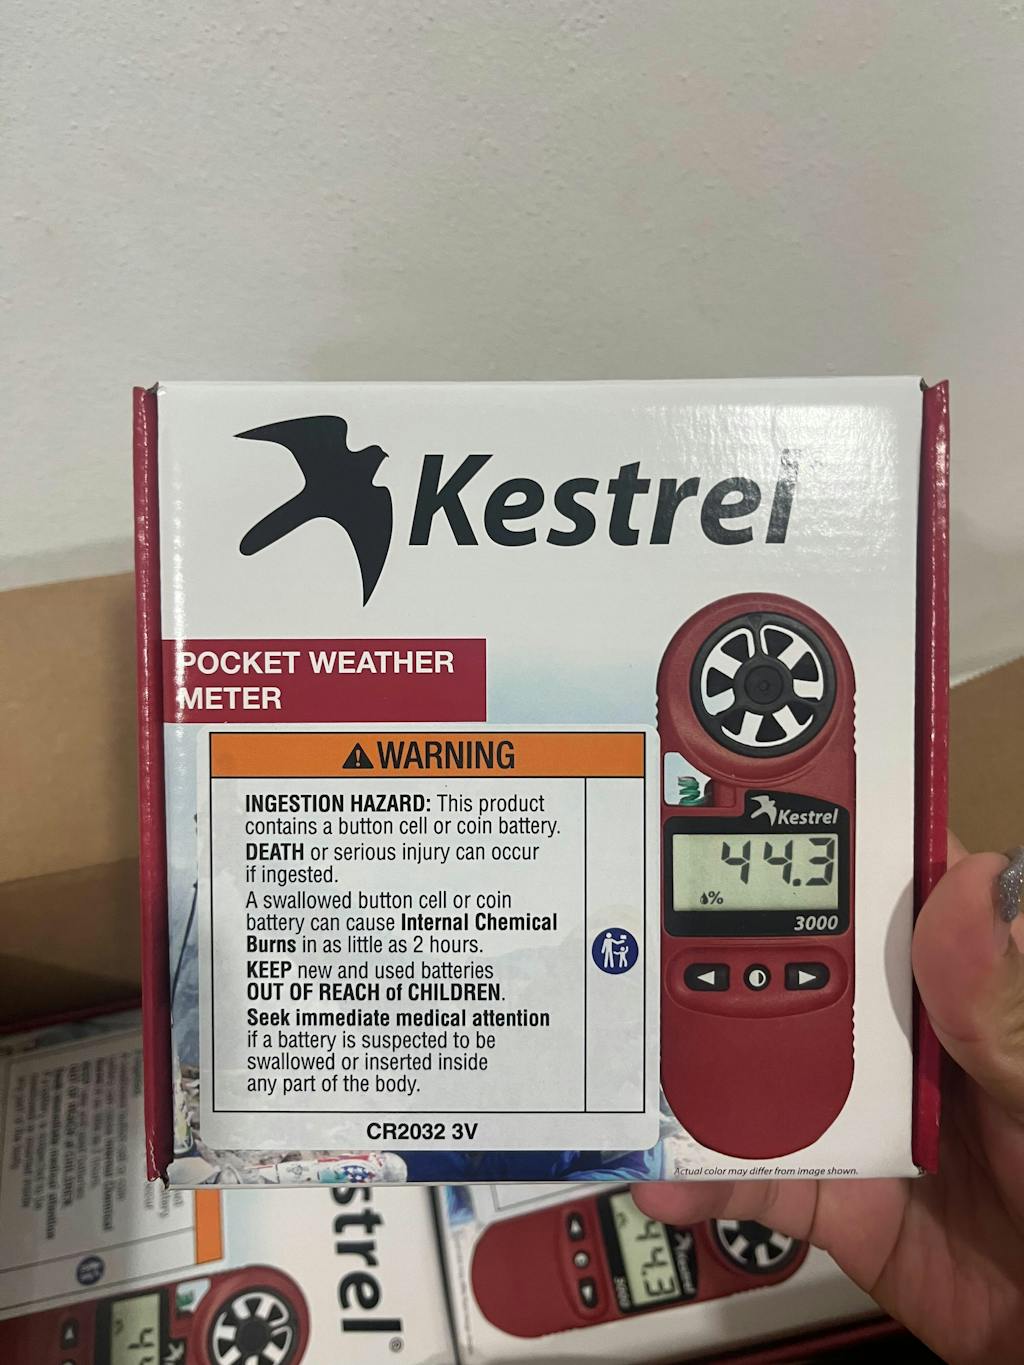 Kestrel
POCKET WEATHER
METER
WARNING
INGESTION HAZARD: This product
contains a button cell or coin battery.
DEATH or serious injury can occur
if ingested.
A swallowed button cell or coin
battery can cause Internal Chemical
Burns in as little as 2 hours.
KEEP new and used batteries
OUT OF REACH of CHILDREN.
Seek immediate medical attention
if a battery is suspected to be
swallowed or inserted inside
any part of the body.
CR2032 3V
Kestrel
44.3
%
3000
Actual color may differ from image shown.
strel®
44.3
Kestrel
3000